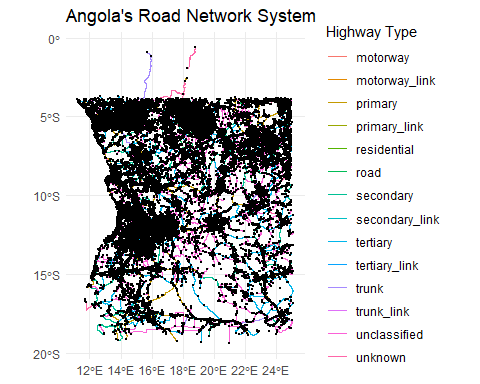 Angola's Road Network System
0°
5°S
10°S
15°S
20°S
12°E 14°E 16°E 18°E 20°E 22°E 24°E
Highway Type
motorway
motorway_link
primary
primary_link
residential
road
secondary
secondary_link
tertiary
tertiary_link
trunk
trunk_link
unclassified
unknown